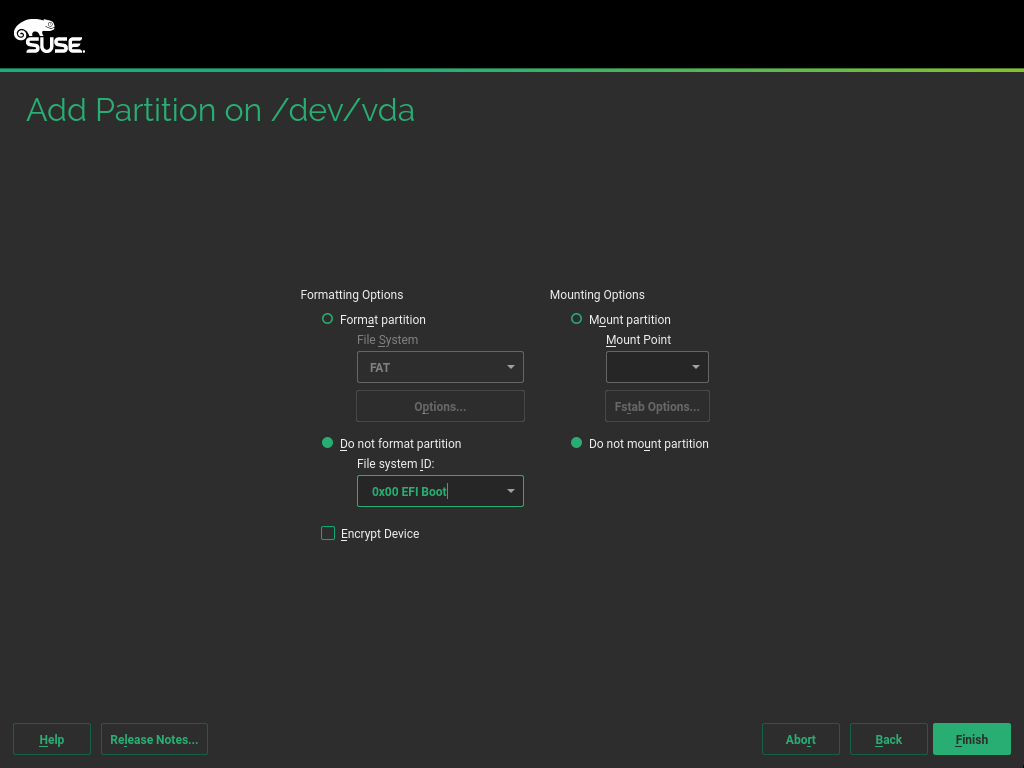 SUSE.
Add Partition on /dev/vda
Formatting Options
Format partition
File System
FAT
Options...
Do not format partition
File system ID:
0x00 EFI Boot
Encrypt Device
Mounting Options
Mount partition
Mount Point
Fstab Options...
Do not mount partition
Help
Release Notes...
Abort
Back
Finish